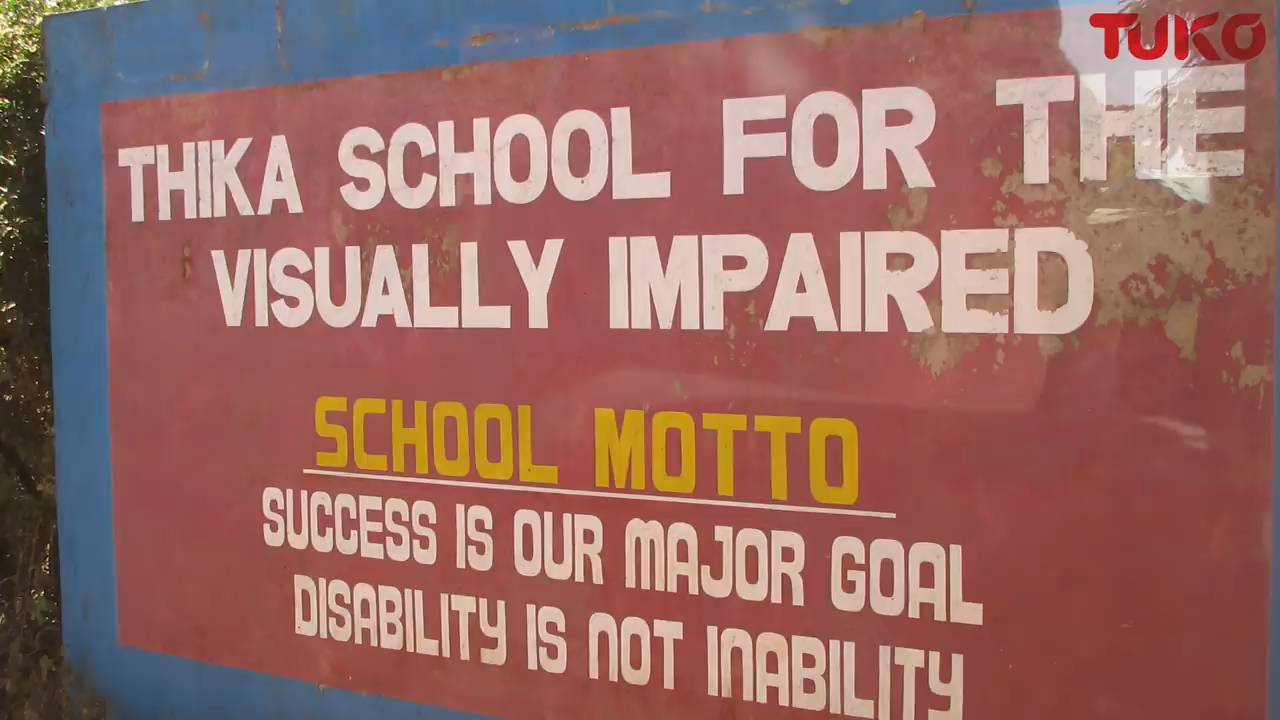 TUKO
THIKA SCHOOL FOR THE
VISUALLY IMPAIRED
SCHOOL MOTTO
SUCCESS IS OUR MAJOR GOAL
DISABILITY IS NOT INABILITY